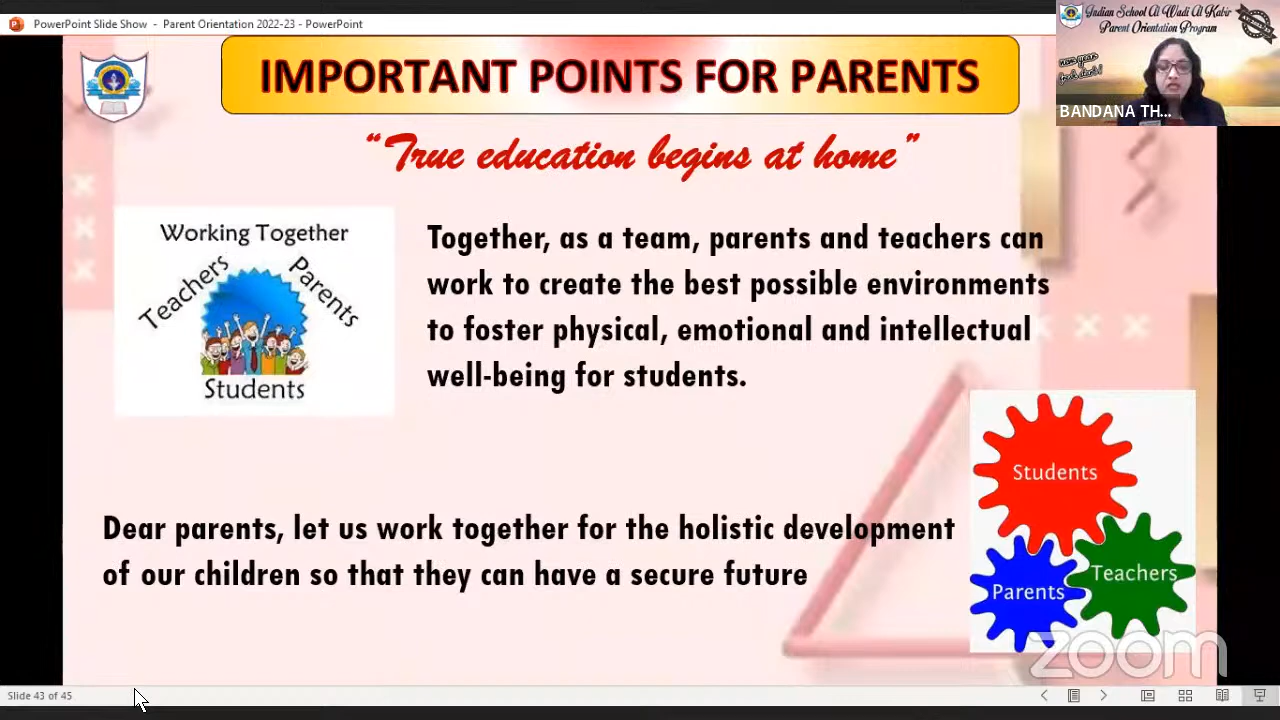 PowerPoint Slide Show - Parent Orientation 2022-23 - PowerPoint
Indian School Al Wadi Al Kabir
Parent Orientation Program
BANDANA TH...
IMPORTANT POINTS FOR PARENTS
“True education begins at home”
Working Together
Teachers
Parents
Students
Together, as a team, parents and teachers can
work to create the best possible environments
to foster physical, emotional and intellectual
well-being for students.
Dear parents, let us work together for the holistic development
of our children so that they can have a secure future
Students
Parents
Teachers
zoom
Slide 43 of 45